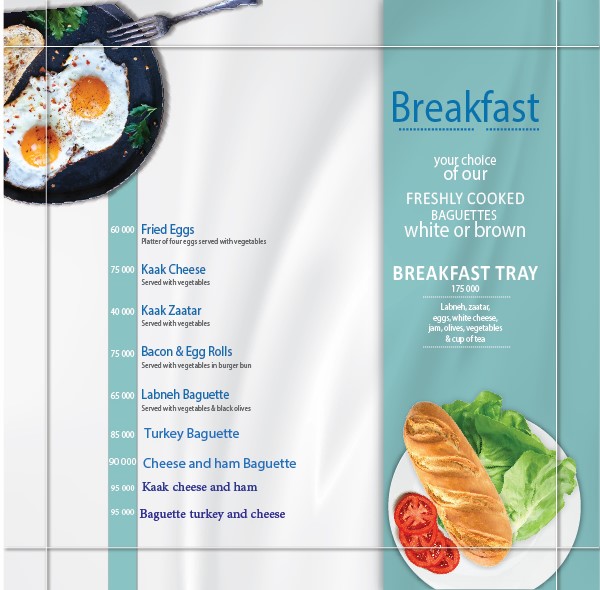 Breakfast
your choice
of our
FRESHLY COOKED
BAGUETTES
white or brown
BREAKFAST TRAY
175 000
Labneh, zaatar,
eggs, white cheese,
jam, olives, vegetables
& cup of tea
60 000 Fried Eggs
Platter of four eggs served with vegetables
75 000 Kaak Cheese
Served with vegetables
40 000 Kaak Zaatar
Served with vegetables
75 000 Bacon & Egg Rolls
Served with vegetables in burger bun
65 000 Labneh Baguette
Served with vegetables & black olives
85 000 Turkey Baguette
90 000 Cheese and ham Baguette
95 000 Kaak cheese and ham
95 000 Baguette turkey and cheese